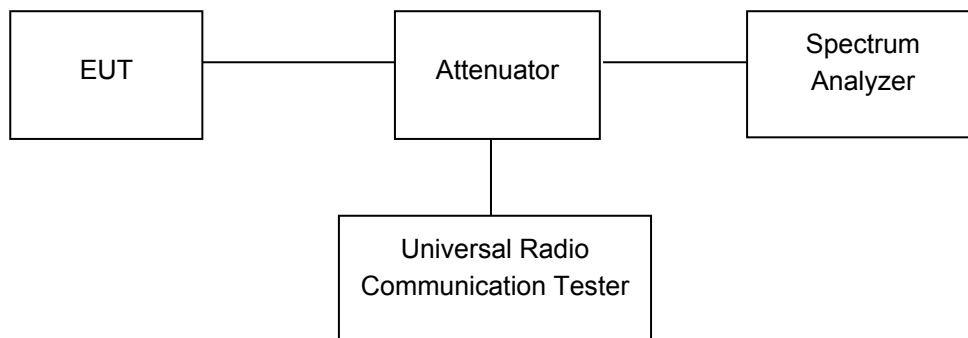 EUT
Attenuator
Spectrum
Analyzer
Universal Radio
Communication Tester